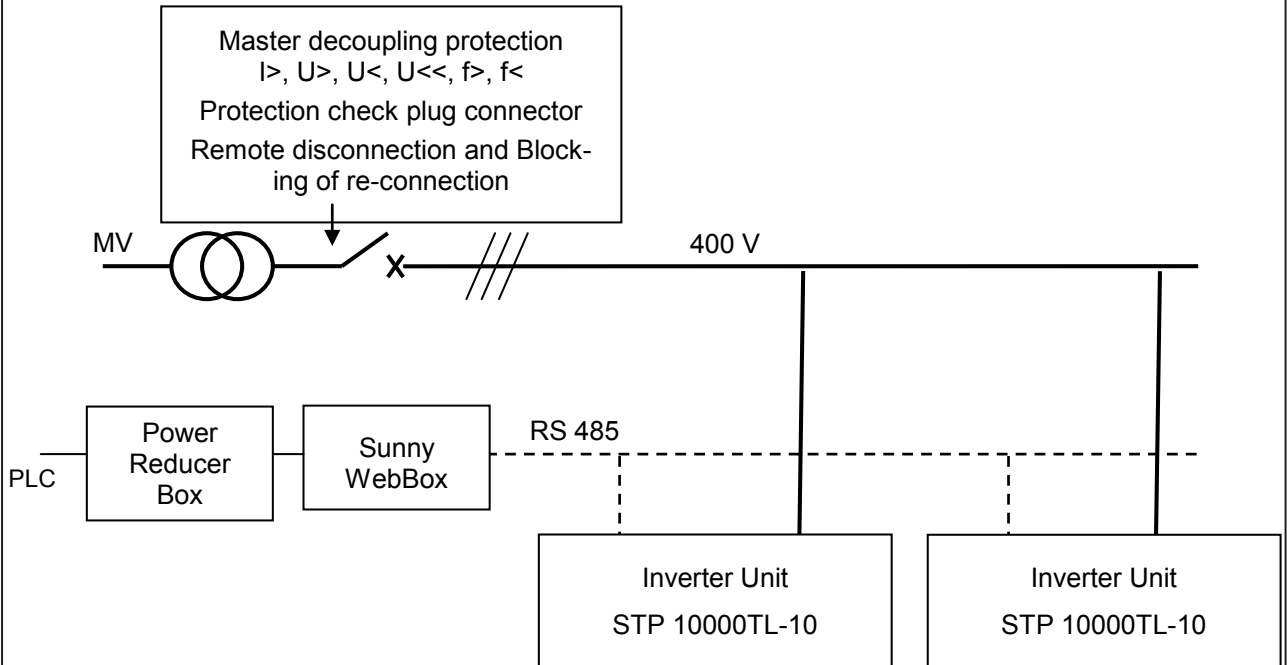 Master decoupling protection
I>, U>, U<, U<<, f>, f<
Protection check plug connector
Remote disconnection and Block-
ing of re-connection
MV
400 V
Power
Reducer
Box
Sunny
WebBox
RS 485
PLC
Inverter Unit
STP 10000TL-10
Inverter Unit
STP 10000TL-10